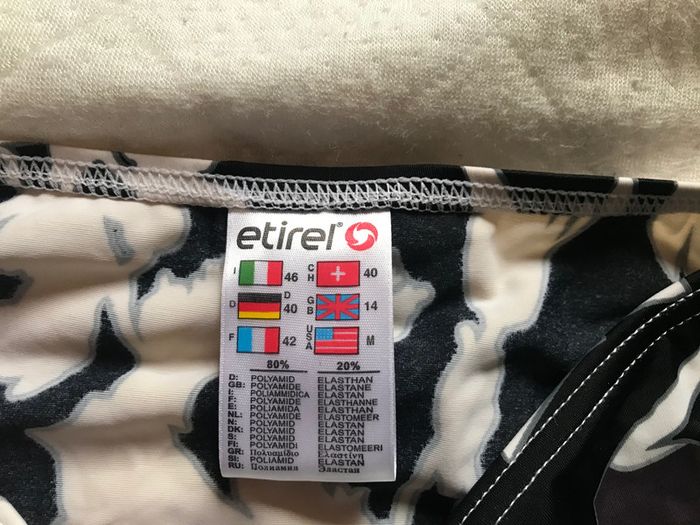 etirel®
I 46 CH 40
D D 40 GB 14
F 42 USA M
80% 20%
D: POLYAMID ELASTHAN
GB: POLYAMIDE ELASTANE
I: POLIAMMIDICA ELASTAN
F: POLYAMIDE ELASTHANNE
E: POLIAMIDA ELASTHAN
NL: POLYAMIDE ELASTOMEER
N: POLYAMID ELASTAN
DK: POLYAMID ELASTAN
S: POLYAMID ELASTAN
FI: POLYAMIDI ELASTOMEERI
GR: Πολυαμίδιο Ελαστίνη
SI: POLIAMID ELASTAN
RU: Полиамид Эластан